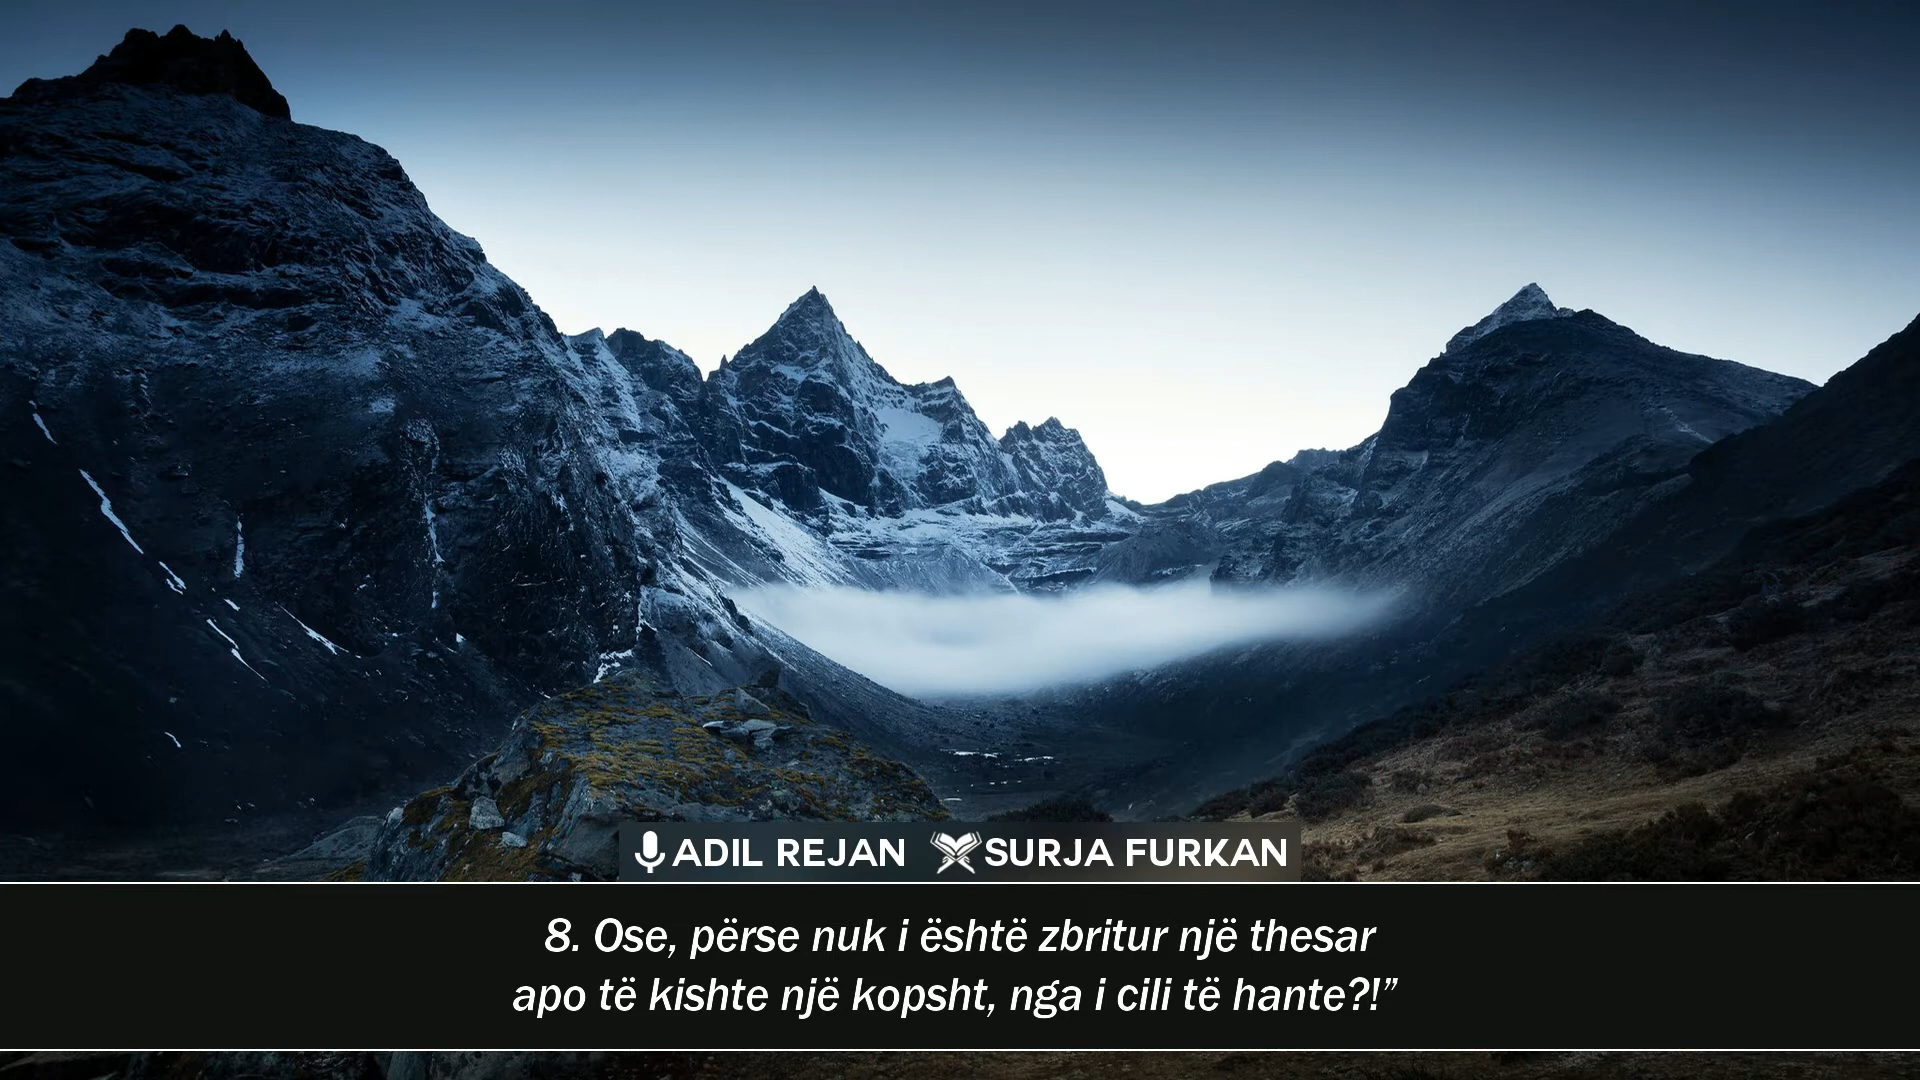 ADIL REJAN SURJA FURKAN
8. Ose, përse nuk i është zbritur një thesar
apo të kishte një kopsht, nga i cili të hante?!”